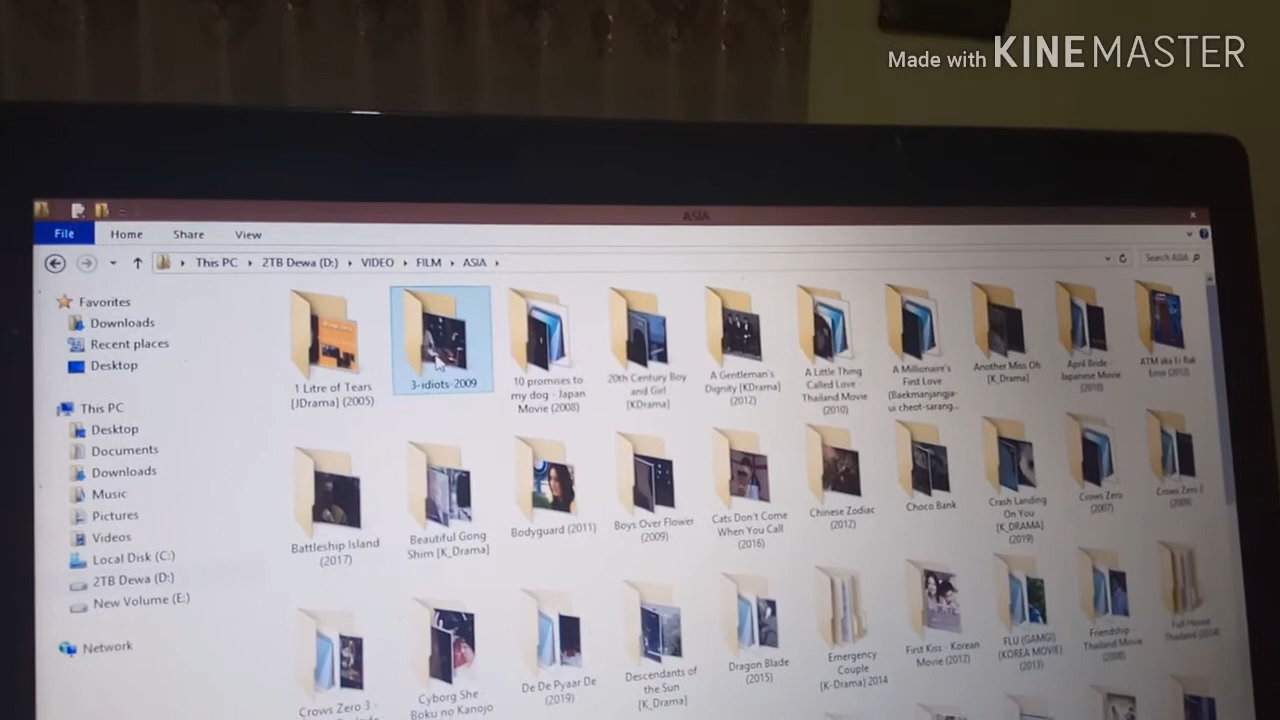 Made with KINEMASTER
ASIA
File
Home
Share
View
This PC
2TB Dewa (D:)
VIDEO
FILM
ASIA
Search ASIA
Favorites
Downloads
Recent places
Desktop
This PC
Desktop
Documents
Downloads
Music
Pictures
Videos
Local Disk (C:)
2TB Dewa (D:)
New Volume (E:)
Network
1 Litre of Tears
[JDrama] (2005)
3-idiots-2009
10 promises to
my dog - Japan
Movie (2008)
20th Century Boy
and Girl
[KDrama]
A Gentleman's
Dignity [KDrama]
(2012)
A Little Thing
Called Love -
Thailand Movie
(2010)
A Millionaire's
First Love
(Baekmanjangja-
ui cheot-sarang...
Another Miss Oh
[K_Drama]
April Bride -
Japanese Movie
ATM aka Er Rak
Error (2012)
Battleship Island
(2017)
Beautiful Gong
Shim [K_Drama]
Bodyguard (2011)
Boys Over Flower
(2009)
Cats Don't Come
When You Call
(2016)
Chinese Zodiac
(2012)
Choco Bank
Crash Landing
On You
[K_DRAMA]
(2019)
Crows Zero
(2007)
Crows Zero 2
(2009)
Crows Zero 3 -
Cyborg She -
Boku no Kanojo
De De Pyaar De
(2019)
Descendants of
the Sun
[K_Drama]
Dragon Blade
(2015)
Emergency
Couple
[K-Drama] 2014
First Kiss - Korean
Movie (2012)
FLU (GAMGI)
(KOREA MOVIE)
(2013)
Friendship -
Thailand Movie
(2008)
Full House
Thailand (2014)